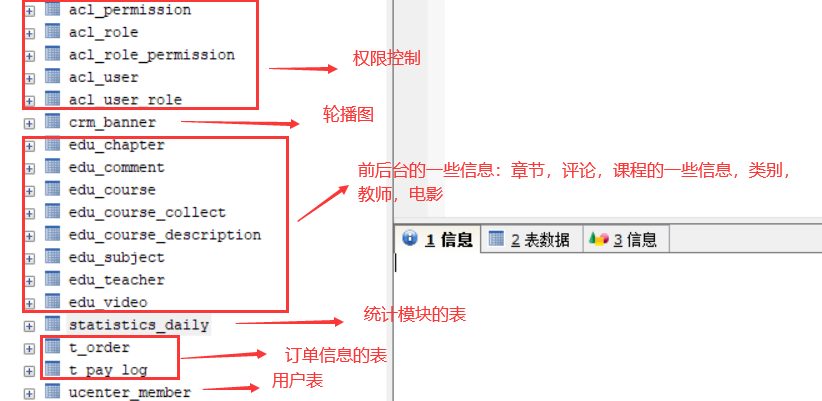 acl_permission
acl_role
acl_role_permission
acl_user
acl_user_role
权限控制
crm_banner
轮播图
edu_chapter
edu_comment
edu_course
edu_course_collect
edu_course_description
edu_subject
edu_teacher
edu_video
前后台的一些信息：章节，评论，课程的一些信息，类别，
教师，电影
1 信息 2 表数据 3 信息
statistics_daily
统计模块的表
t_order
t_pay_log
订单信息的表
ucenter_member
用户表